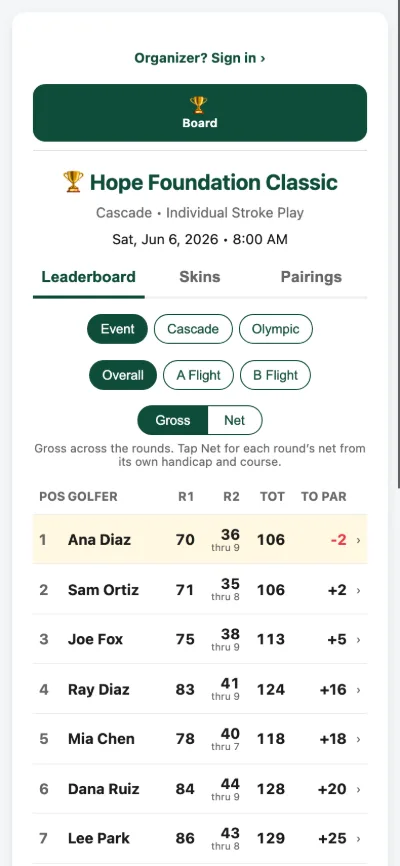 Organizer? Sign in ›
🏆
Board
🏆 Hope Foundation Classic
Cascade • Individual Stroke Play
Sat, Jun 6, 2026 • 8:00 AM
Leaderboard Skins Pairings
Event Cascade Olympic
Overall A Flight B Flight
Gross Net
Gross across the rounds. Tap Net for each round's net from
its own handicap and course.
POS GOLFER R1 R2 TOT TO PAR
1 Ana Diaz 70 36 106 -2 ›
thru 9
2 Sam Ortiz 71 35 106 +2 ›
thru 8
3 Joe Fox 75 38 113 +5 ›
thru 9
4 Ray Diaz 83 41 124 +16 ›
thru 9
5 Mia Chen 78 40 118 +18 ›
thru 7
6 Dana Ruiz 84 44 128 +20 ›
thru 9
7 Lee Park 86 43 129 +25 ›
thru 8